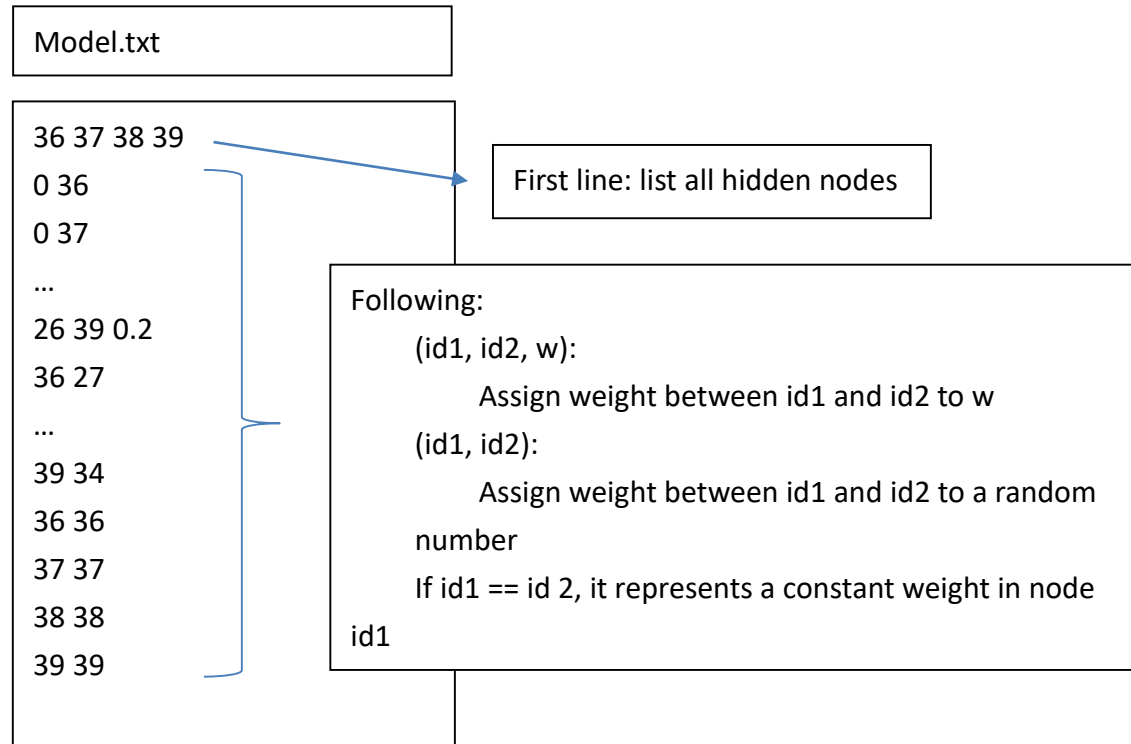 Model.txt
36 37 38 39
0 36
0 37
…
26 39 0.2
36 27
…
39 34
36 36
37 37
38 38
39 39
First line: list all hidden nodes
Following:
(id1, id2, w):
Assign weight between id1 and id2 to w
(id1, id2):
Assign weight between id1 and id2 to a random
number
If id1 == id 2, it represents a constant weight in node
id1